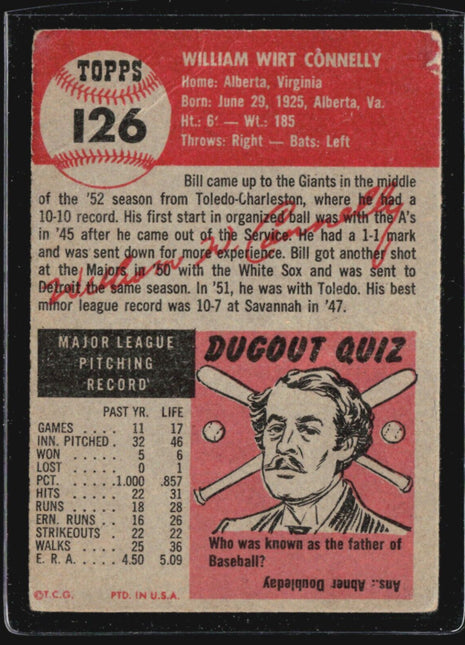 TOPPS
126
WILLIAM WIRT CÔNNELLY
Home: Alberta, Virginia
Born: June 29, 1925, Alberta, Va.
Ht.: 6' — Wt.: 185
Throws: Right — Bats: Left
Bill came up to the Giants in the middle
of the '52 season from Toledo-Charleston, where he had a
10-10 record. His first start in organized ball was with the A's
in '45 after he came out of the Service. He had a 1-1 mark
and was sent down for more experience. Bill got another shot
at the Majors in '50 with the White Sox and was sent to
Detroit the same season. In '51, he was with Toledo. His best
minor league record was 10-7 at Savannah in '47.
William W Connelly
MAJOR LEAGUE
PITCHING
RECORD
PAST YR. LIFE
GAMES . . . . 11 17
INN. PITCHED . 32 46
WON . . . . 5 6
LOST . . . . 0 1
PCT. . . . . 1.000 .857
HITS . . . . 22 31
RUNS . . . . 18 28
ERN. RUNS . . 16 26
STRIKEOUTS . . 22 22
WALKS . . . . 25 36
E. R. A. . . . . 4.50 5.09
©T.C.G. PTD. IN U.S.A.
DUGOUT QUIZ
Who was known as the father of
Baseball?
Ans.: Abner Doubleday